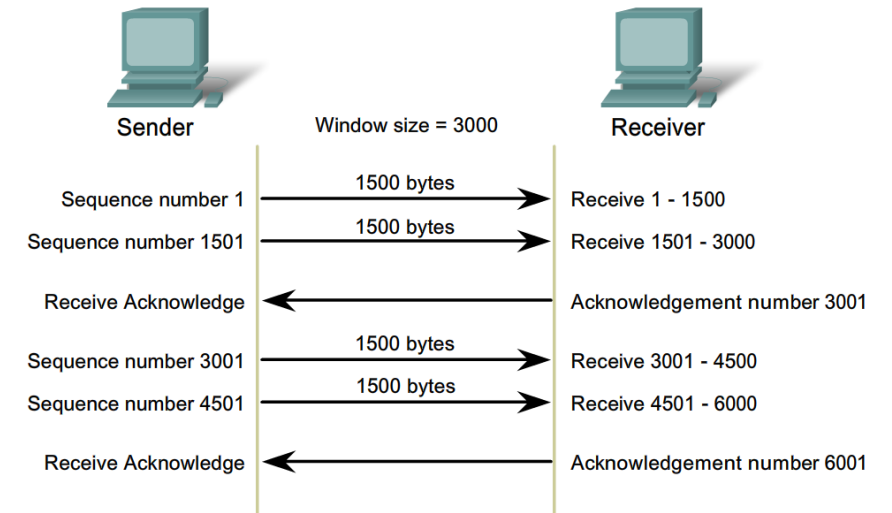 Sender
Window size = 3000
Receiver
1500 bytes
Sequence number 1
Receive 1 - 1500
1500 bytes
Sequence number 1501
Receive 1501 - 3000
Receive Acknowledge
Acknowledgement number 3001
1500 bytes
Sequence number 3001
Receive 3001 - 4500
1500 bytes
Sequence number 4501
Receive 4501 - 6000
Receive Acknowledge
Acknowledgement number 6001